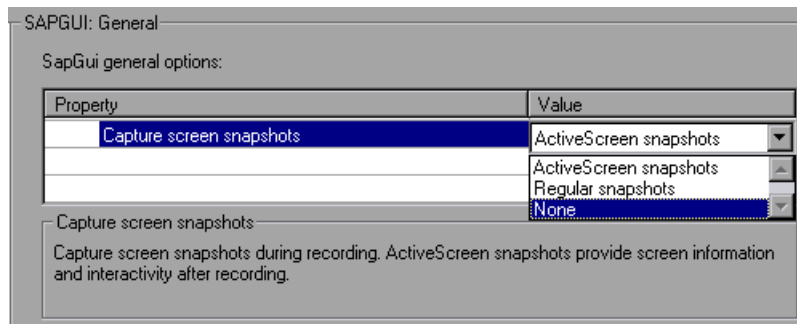 SAPGUI: General
SapGui general options:
Property Value
Capture screen snapshots ActiveScreen snapshots
ActiveScreen snapshots
Regular snapshots
None
Capture screen snapshots
Capture screen snapshots during recording. ActiveScreen snapshots provide screen information
and interactivity after recording.